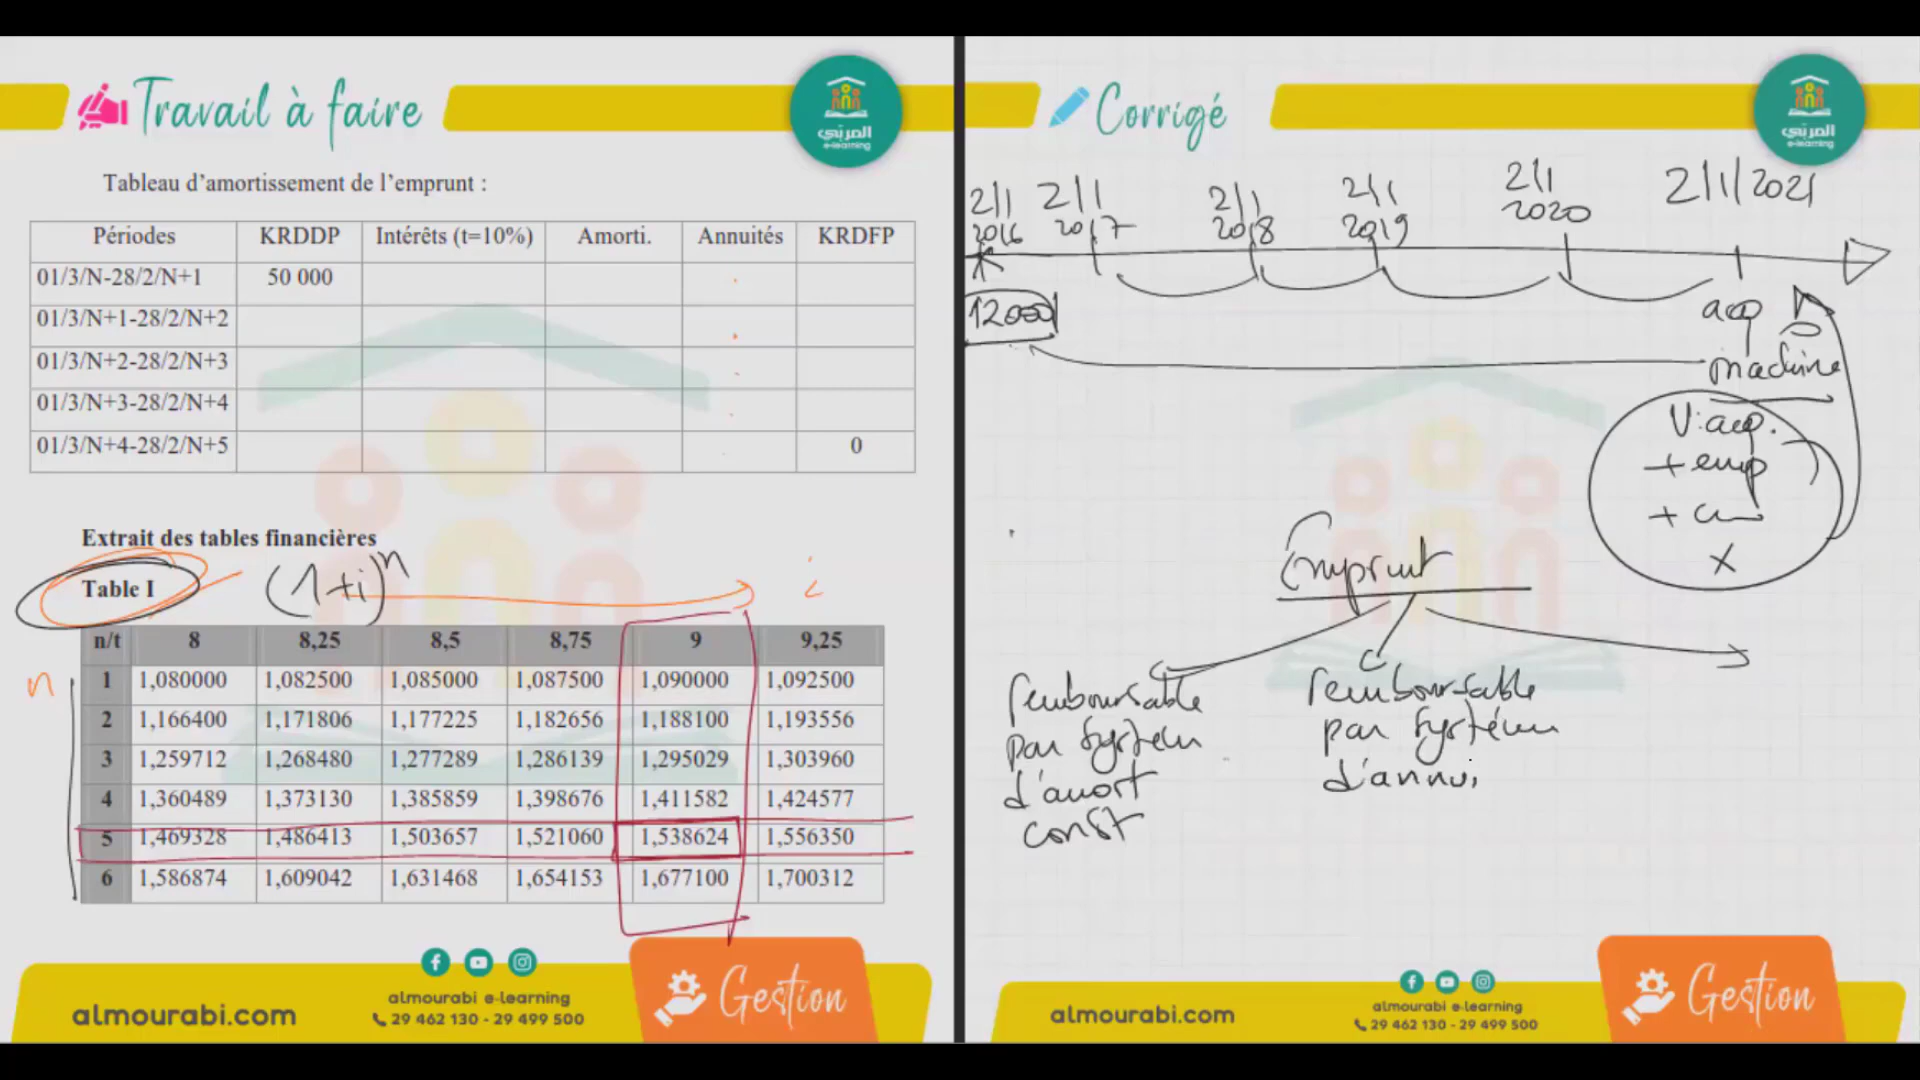 Travail à faire
المربي
e-learning
Tableau d'amortissement de l'emprunt :
Périodes KRDDP Intérêts (t=10%) Amorti. Annuités KRDFP
01/3/N-28/2/N+1 50 000
01/3/N+1-28/2/N+2
01/3/N+2-28/2/N+3
01/3/N+3-28/2/N+4
01/3/N+4-28/2/N+5 0
Extrait des tables financières
Table I (1+i)^n i
n/t 8 8,25 8,5 8,75 9 9,25
n
1 1,080000 1,082500 1,085000 1,087500 1,090000 1,092500
2 1,166400 1,171806 1,177225 1,182656 1,188100 1,193556
3 1,259712 1,268480 1,277289 1,286139 1,295029 1,303960
4 1,360489 1,373130 1,385859 1,398676 1,411582 1,424577
5 1,469328 1,486413 1,503657 1,521060 1,538624 1,556350
6 1,586874 1,609042 1,631468 1,654153 1,677100 1,700312
almourabi.com
almourabi e-learning
29 462 130 - 29 499 500
Gestion
Corrigé
المربي
e-learning
2/1 2/1 2/1 2/1 2/1 2/1/2021
2016 2017 2018 2019 2020
12000
acq
machine
V: acq.
+ emp
+
X
Emprunt
remboursable
par système
d'amort
const
remboursable
par système
d'annui
almourabi.com
almourabi e-learning
29 462 130 - 29 499 500
Gestion